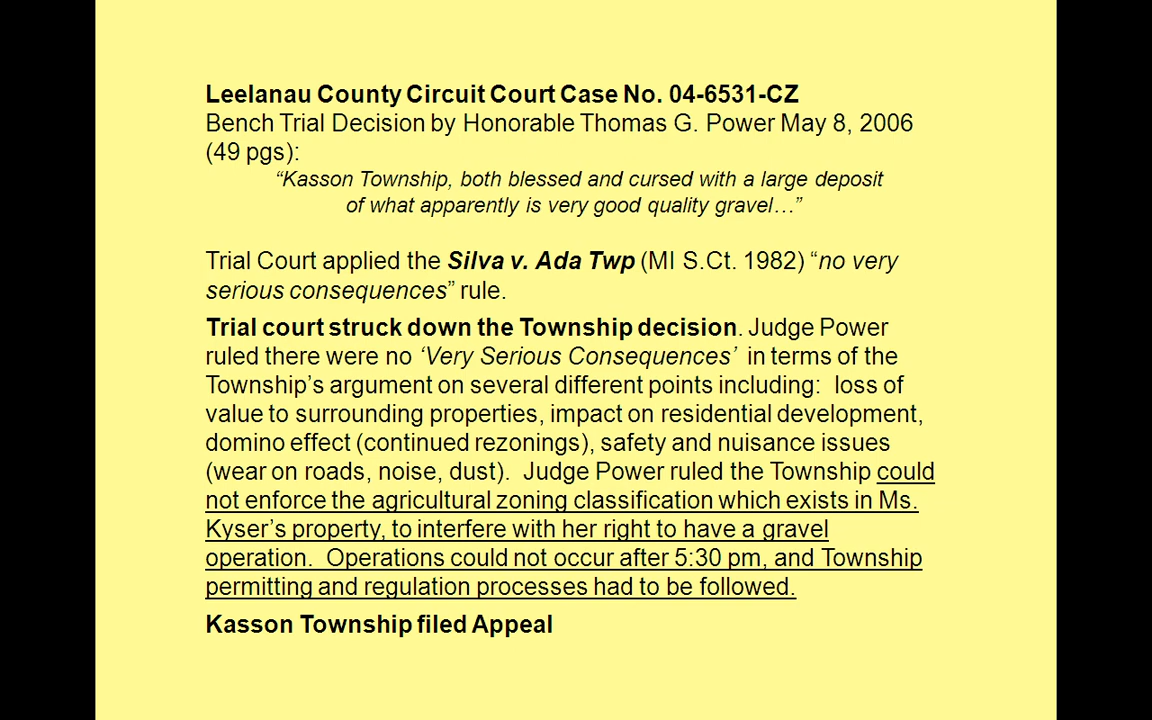 Leelanau County Circuit Court Case No. 04-6531-CZ
Bench Trial Decision by Honorable Thomas G. Power May 8, 2006
(49 pgs):
“Kasson Township, both blessed and cursed with a large deposit
of what apparently is very good quality gravel…”
Trial Court applied the Silva v. Ada Twp (MI S.Ct. 1982) “no very
serious consequences” rule.
Trial court struck down the Township decision. Judge Power
ruled there were no ‘Very Serious Consequences’ in terms of the
Township’s argument on several different points including: loss of
value to surrounding properties, impact on residential development,
domino effect (continued rezonings), safety and nuisance issues
(wear on roads, noise, dust). Judge Power ruled the Township could
not enforce the agricultural zoning classification which exists in Ms.
Kyser’s property, to interfere with her right to have a gravel
operation. Operations could not occur after 5:30 pm, and Township
permitting and regulation processes had to be followed.
Kasson Township filed Appeal